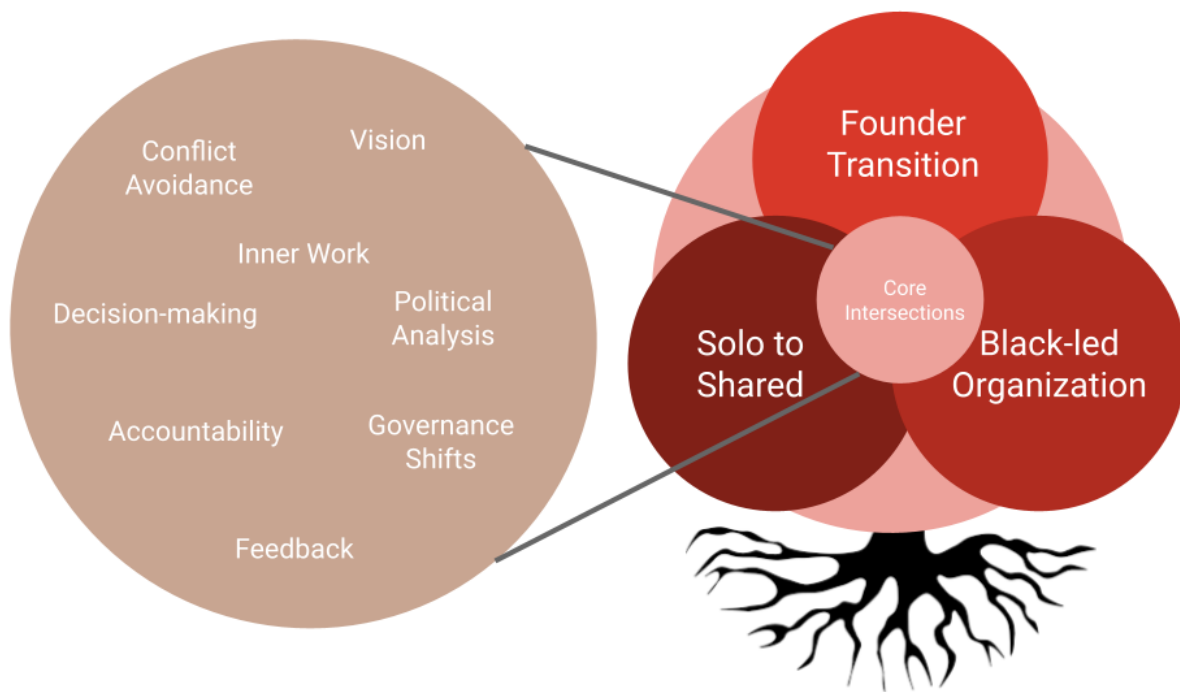 Conflict
Avoidance
Vision
Inner Work
Decision-making
Political
Analysis
Accountability
Governance
Shifts
Feedback
Founder
Transition
Core
Intersections
Solo to
Shared
Black-led
Organization